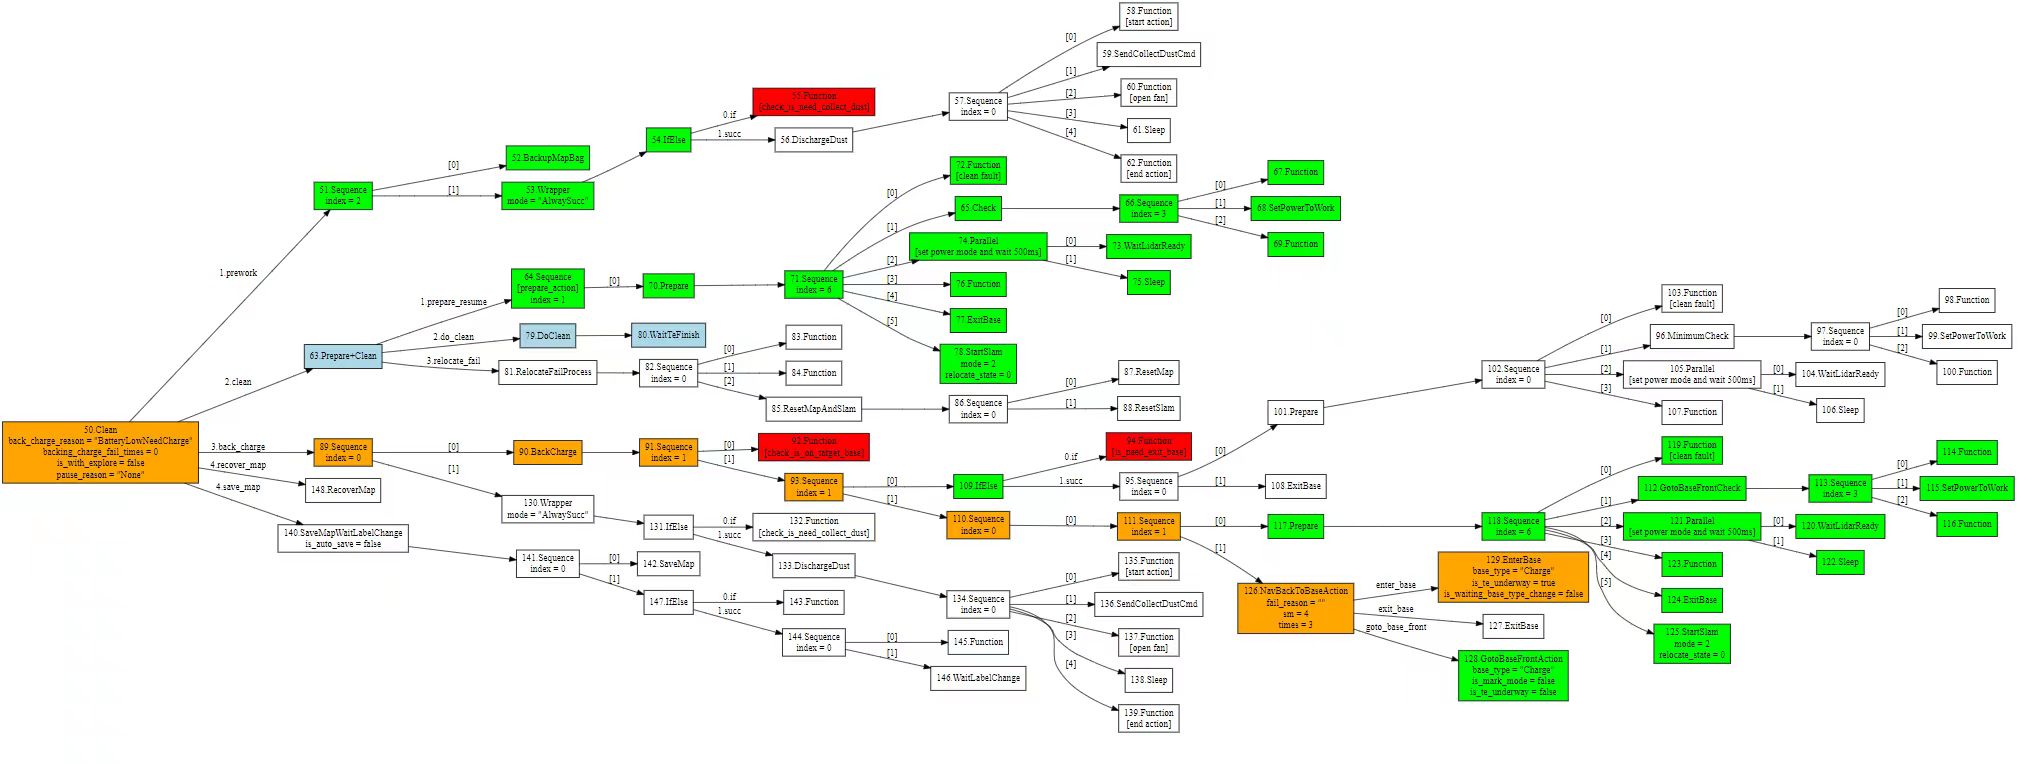 50.Clean
back_charge_reason = "BatteryLowNeedCharge"
backing_charge_fail_times = 0
is_with_explore = false
pause_reason = "None"
1.prework
2.clean
3.back_charge
4.recover_map
4.save_map
51.Sequence
index = 2
[0]
[1]
52.BackupMapBag
53.Wrapper
mode = "AlwaySucc"
54.IfElse
0.if
1.succ
55.Function
[check_is_need_collect_dust]
56.DischargeDust
57.Sequence
index = 0
[0]
[1]
[2]
[3]
[4]
58.Function
[start action]
59.SendCollectDustCmd
60.Function
[open fan]
61.Sleep
62.Function
[end action]
63.Prepare+Clean
1.prepare_resume
2.do_clean
3.relocate_fail
64.Sequence
[prepare_action]
index = 1
[0]
70.Prepare
71.Sequence
index = 6
[0]
[1]
[2]
[3]
[4]
[5]
72.Function
[clean fault]
65.Check
66.Sequence
index = 3
[0]
[1]
[2]
67.Function
68.SetPowerToWork
69.Function
74.Parallel
[set power mode and wait 500ms]
[0]
[1]
73.WaitLidarReady
75.Sleep
76.Function
77.ExitBase
78.StartSlam
mode = 2
relocate_state = 0
79.DoClean
80.WaitTeFinish
81.RelocateFailProcess
82.Sequence
index = 0
[0]
[1]
[2]
83.Function
84.Function
85.ResetMapAndSlam
86.Sequence
index = 0
[0]
[1]
87.ResetMap
88.ResetSlam
89.Sequence
index = 0
[0]
[1]
90.BackCharge
91.Sequence
index = 1
[0]
[1]
92.Function
[check_is_on_target_base]
93.Sequence
index = 1
[0]
[1]
109.IfElse
0.if
1.succ
94.Function
[is_need_exit_base]
95.Sequence
index = 0
[0]
[1]
101.Prepare
108.ExitBase
102.Sequence
index = 0
[0]
[1]
[2]
[3]
103.Function
[clean fault]
96.MinimumCheck
97.Sequence
index = 0
[0]
[1]
[2]
98.Function
99.SetPowerToWork
100.Function
105.Parallel
[set power mode and wait 500ms]
[0]
[1]
104.WaitLidarReady
106.Sleep
107.Function
110.Sequence
index = 0
[0]
111.Sequence
index = 1
[0]
[1]
117.Prepare
118.Sequence
index = 6
[0]
[1]
[2]
[3]
[4]
[5]
119.Function
[clean fault]
112.GotoBaseFrontCheck
113.Sequence
index = 3
[0]
[1]
[2]
114.Function
115.SetPowerToWork
116.Function
121.Parallel
[set power mode and wait 500ms]
[0]
[1]
120.WaitLidarReady
122.Sleep
123.Function
124.ExitBase
125.StartSlam
mode = 2
relocate_state = 0
126.NavBackToBaseAction
fail_reason = ""
sm = 4
times = 3
enter_base
exit_base
goto_base_front
129.EnterBase
base_type = "Charge"
is_te_underway = true
is_waiting_base_type_change = false
127.ExitBase
128.GotoBaseFrontAction
base_type = "Charge"
is_mark_mode = false
is_te_underway = false
130.Wrapper
mode = "AlwaySucc"
131.IfElse
0.if
1.succ
132.Function
[check_is_need_collect_dust]
133.DischargeDust
134.Sequence
index = 0
[0]
[1]
[2]
[3]
[4]
135.Function
[start action]
136.SendCollectDustCmd
137.Function
[open fan]
138.Sleep
139.Function
[end action]
148.RecoverMap
140.SaveMapWaitLabelChange
is_auto_save = false
141.Sequence
index = 0
[0]
[1]
142.SaveMap
147.IfElse
0.if
1.succ
143.Function
144.Sequence
index = 0
[0]
[1]
145.Function
146.WaitLabelChange